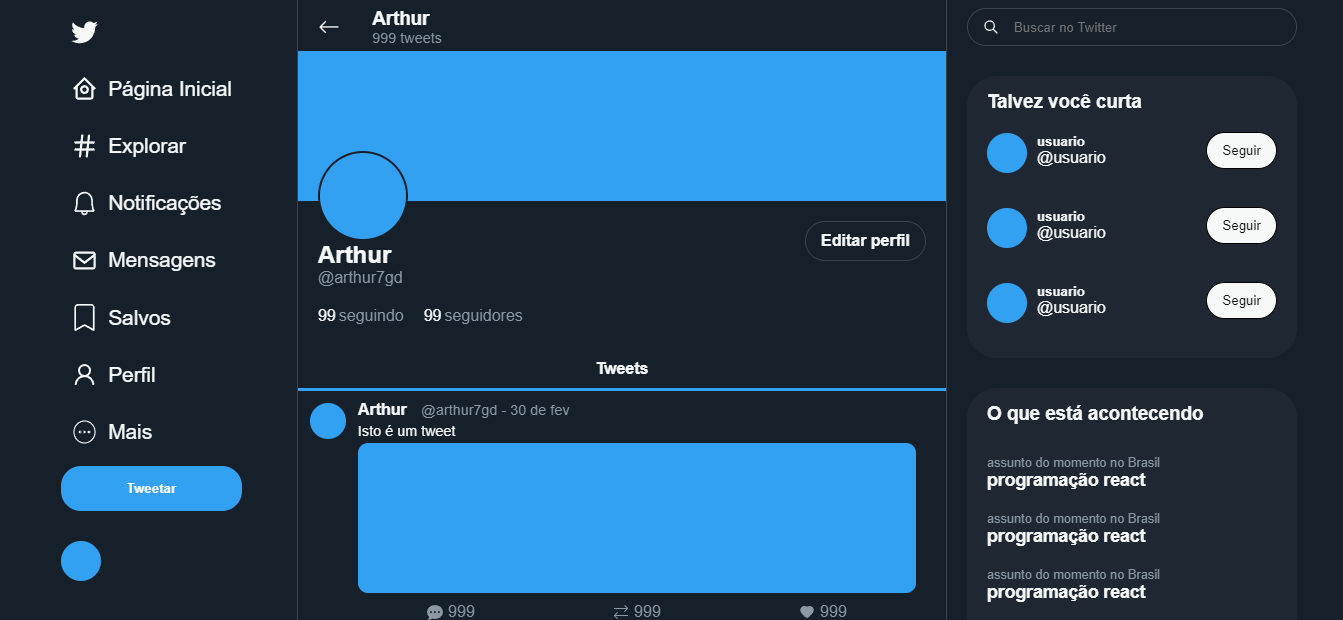 Página Inicial
Explorar
Notificações
Mensagens
Salvos
Perfil
Mais
Tweetar
Arthur
999 tweets
Arthur
@arthur7gd
Editar perfil
99 seguindo 99 seguidores
Tweets
Arthur @arthur7gd - 30 de fev
Isto é um tweet
999 999 999
Buscar no Twitter
Talvez você curta
usuario
@usuario
Seguir
usuario
@usuario
Seguir
usuario
@usuario
Seguir
O que está acontecendo
assunto do momento no Brasil
programação react
assunto do momento no Brasil
programação react
assunto do momento no Brasil
programação react